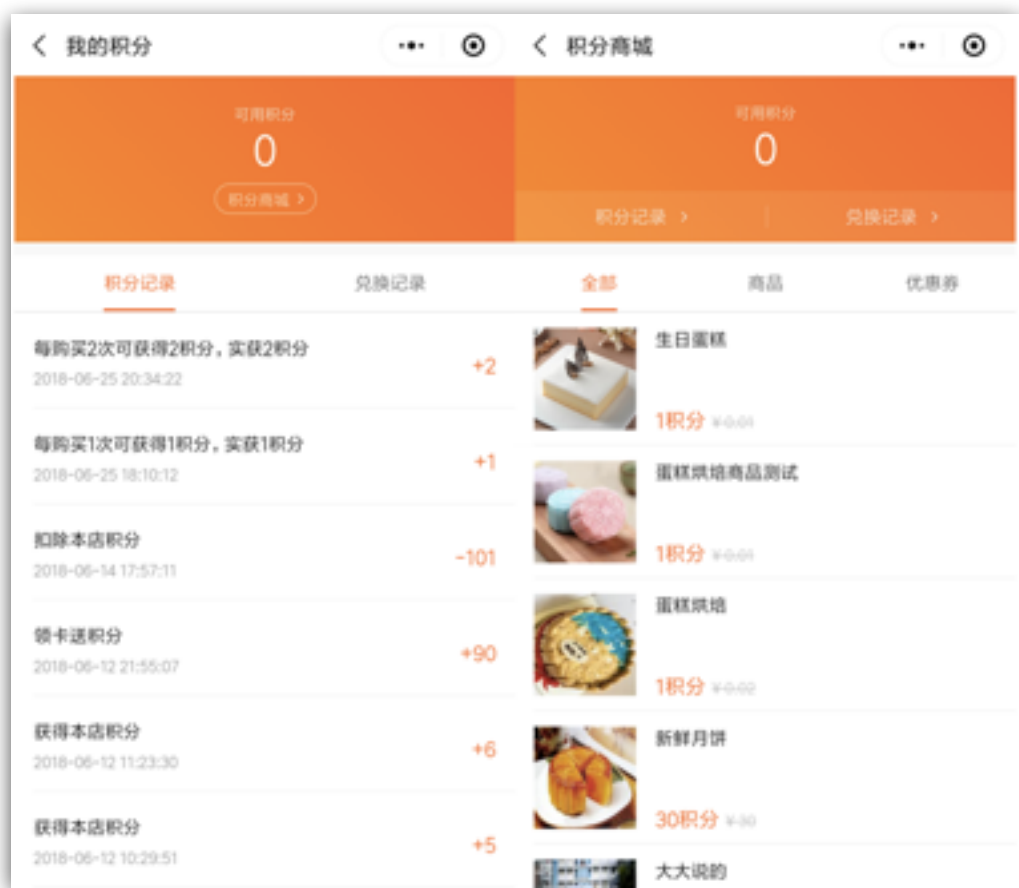 我的积分
可用积分
0
积分商城 >
积分记录
兑换记录
每购买2次可获得2积分，实获2积分
2018-06-25 20:34:22
+2
每购买1次可获得1积分，实获1积分
2018-06-25 18:10:12
+1
扣除本店积分
2018-06-14 17:57:11
-101
领卡送积分
2018-06-12 21:55:07
+90
获得本店积分
2018-06-12 11:23:30
+6
获得本店积分
2018-06-12 10:29:51
+5
积分商城
可用积分
0
积分记录 >
兑换记录 >
全部
商品
优惠券
生日蛋糕
1积分 ¥0.01
蛋糕烘焙商品测试
1积分 ¥0.01
蛋糕烘焙
1积分 ¥0.02
新鲜月饼
30积分 ¥30
大大说的